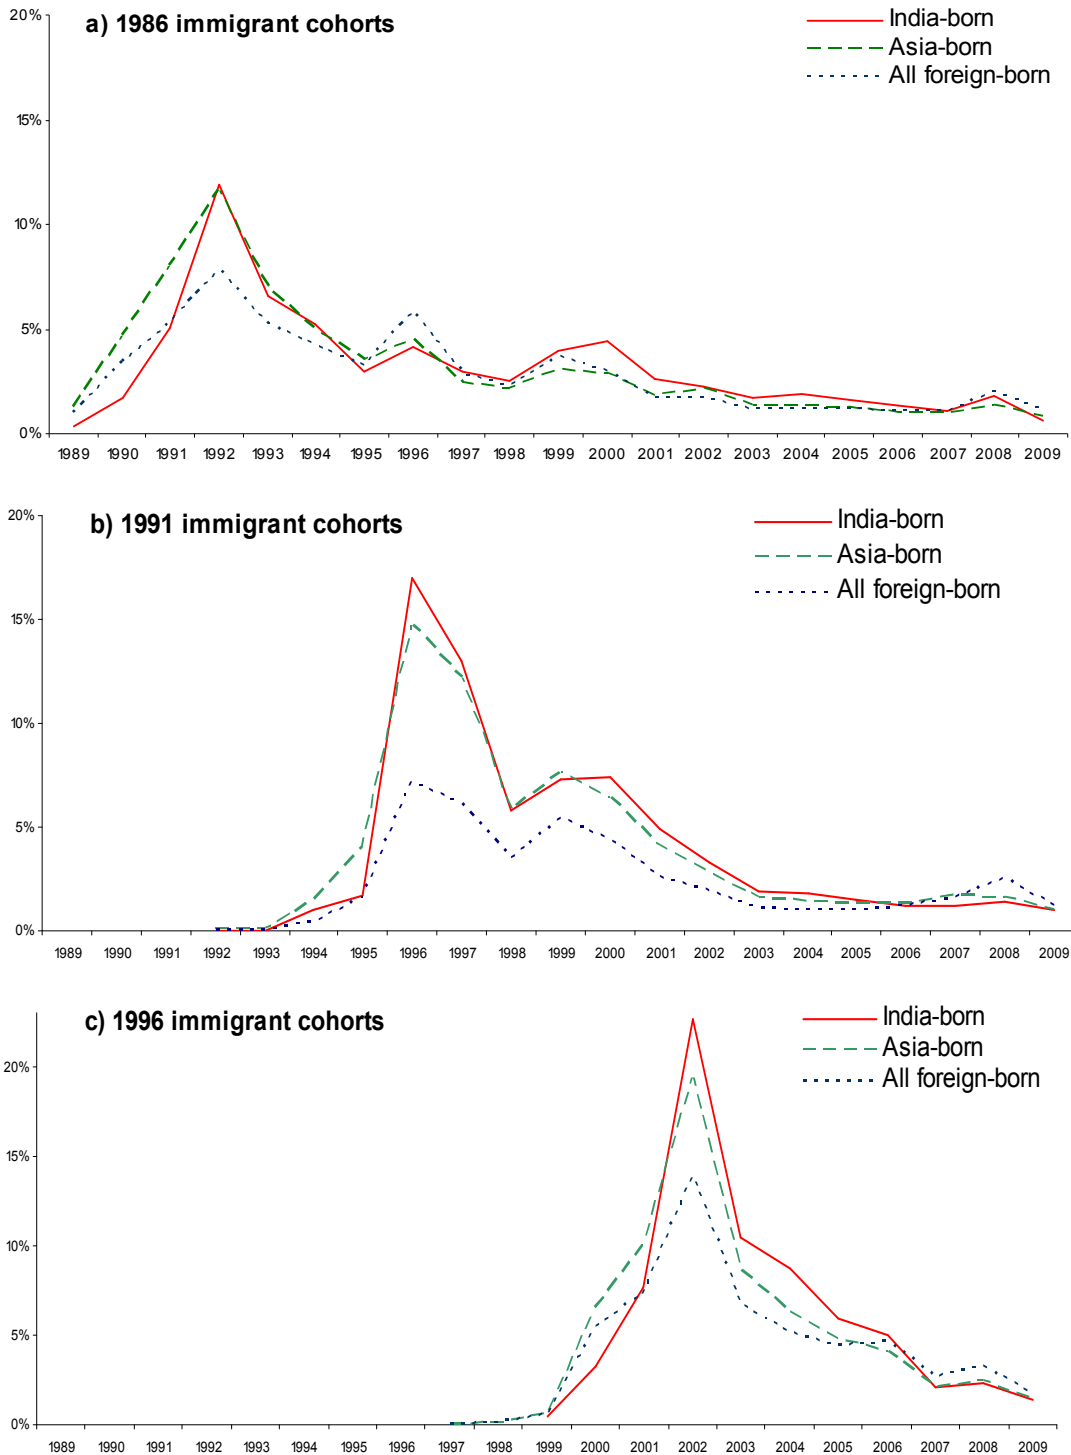 a) 1986 immigrant cohorts
India-born
Asia-born
All foreign-born
20%
15%
10%
5%
0%
1989 1990 1991 1992 1993 1994 1995 1996 1997 1998 1999 2000 2001 2002 2003 2004 2005 2006 2007 2008 2009
b) 1991 immigrant cohorts
India-born
Asia-born
All foreign-born
20%
15%
10%
5%
0%
1989 1990 1991 1992 1993 1994 1995 1996 1997 1998 1999 2000 2001 2002 2003 2004 2005 2006 2007 2008 2009
c) 1996 immigrant cohorts
India-born
Asia-born
All foreign-born
20%
15%
10%
5%
0%
1989 1990 1991 1992 1993 1994 1995 1996 1997 1998 1999 2000 2001 2002 2003 2004 2005 2006 2007 2008 2009